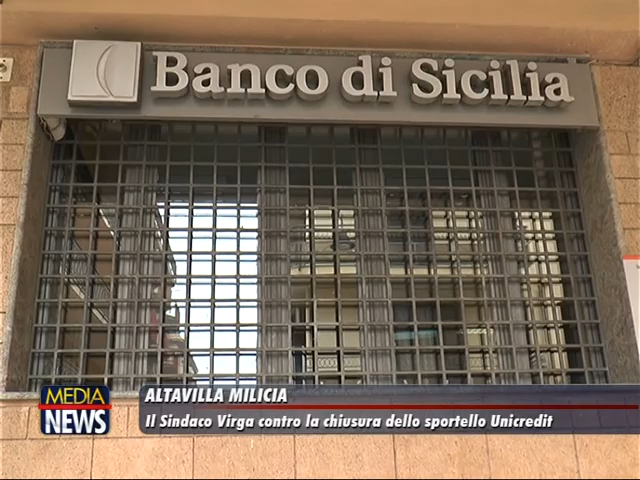 Banco di Sicilia
MEDIA
NEWS
ALTAVILLA MILICIA
Il Sindaco Virga contro la chiusura dello sportello Unicredit